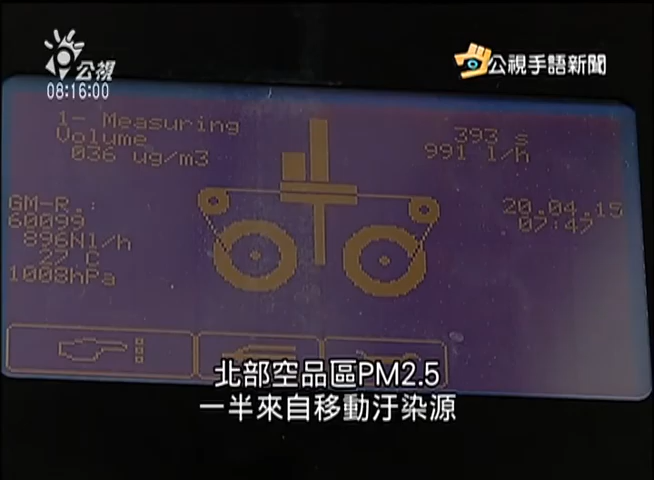 公視
08:16:00
公視手語新聞
1- Measuring
Volume
036 ug/m3
393 s
991 l/h
GM-R.:
60099
896Nl/h
27 C
1008hPa
20.04.15
07:47
北部空品區PM2.5
一半來自移動汙染源